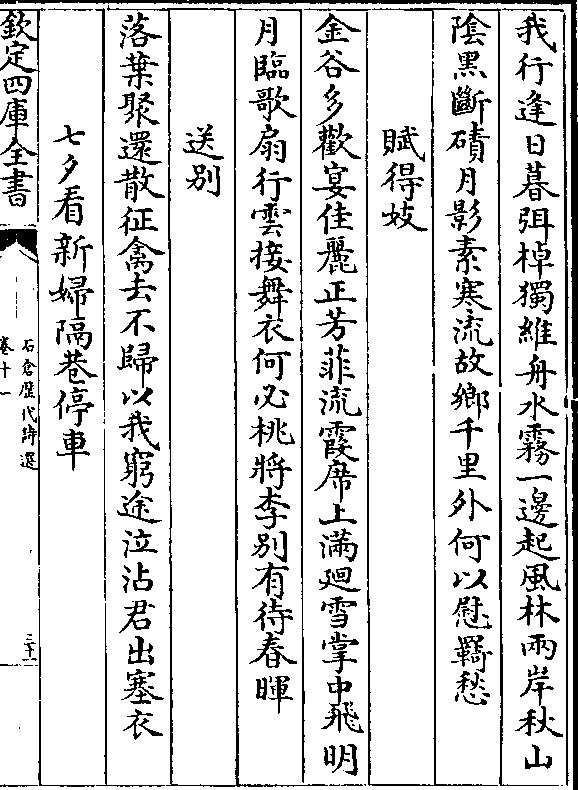 我行逢日暮弭棹獨維舟水霧一邊起風林兩岸秋山
陰黑斷磧月影素寒流故鄉千里外何以慰羇愁
賦得妓
金谷多歡宴佳麗正芳菲流霞席上滿廻雪掌中飛明
月臨歌扇行雲接舞衣何必桃將李別有待春暉
送別
落葉聚還散征禽去不歸以我窮途泣沾君出塞衣
七夕看新婦隔巷停車
欽定四庫全書
石倉歷代詩選
卷十一